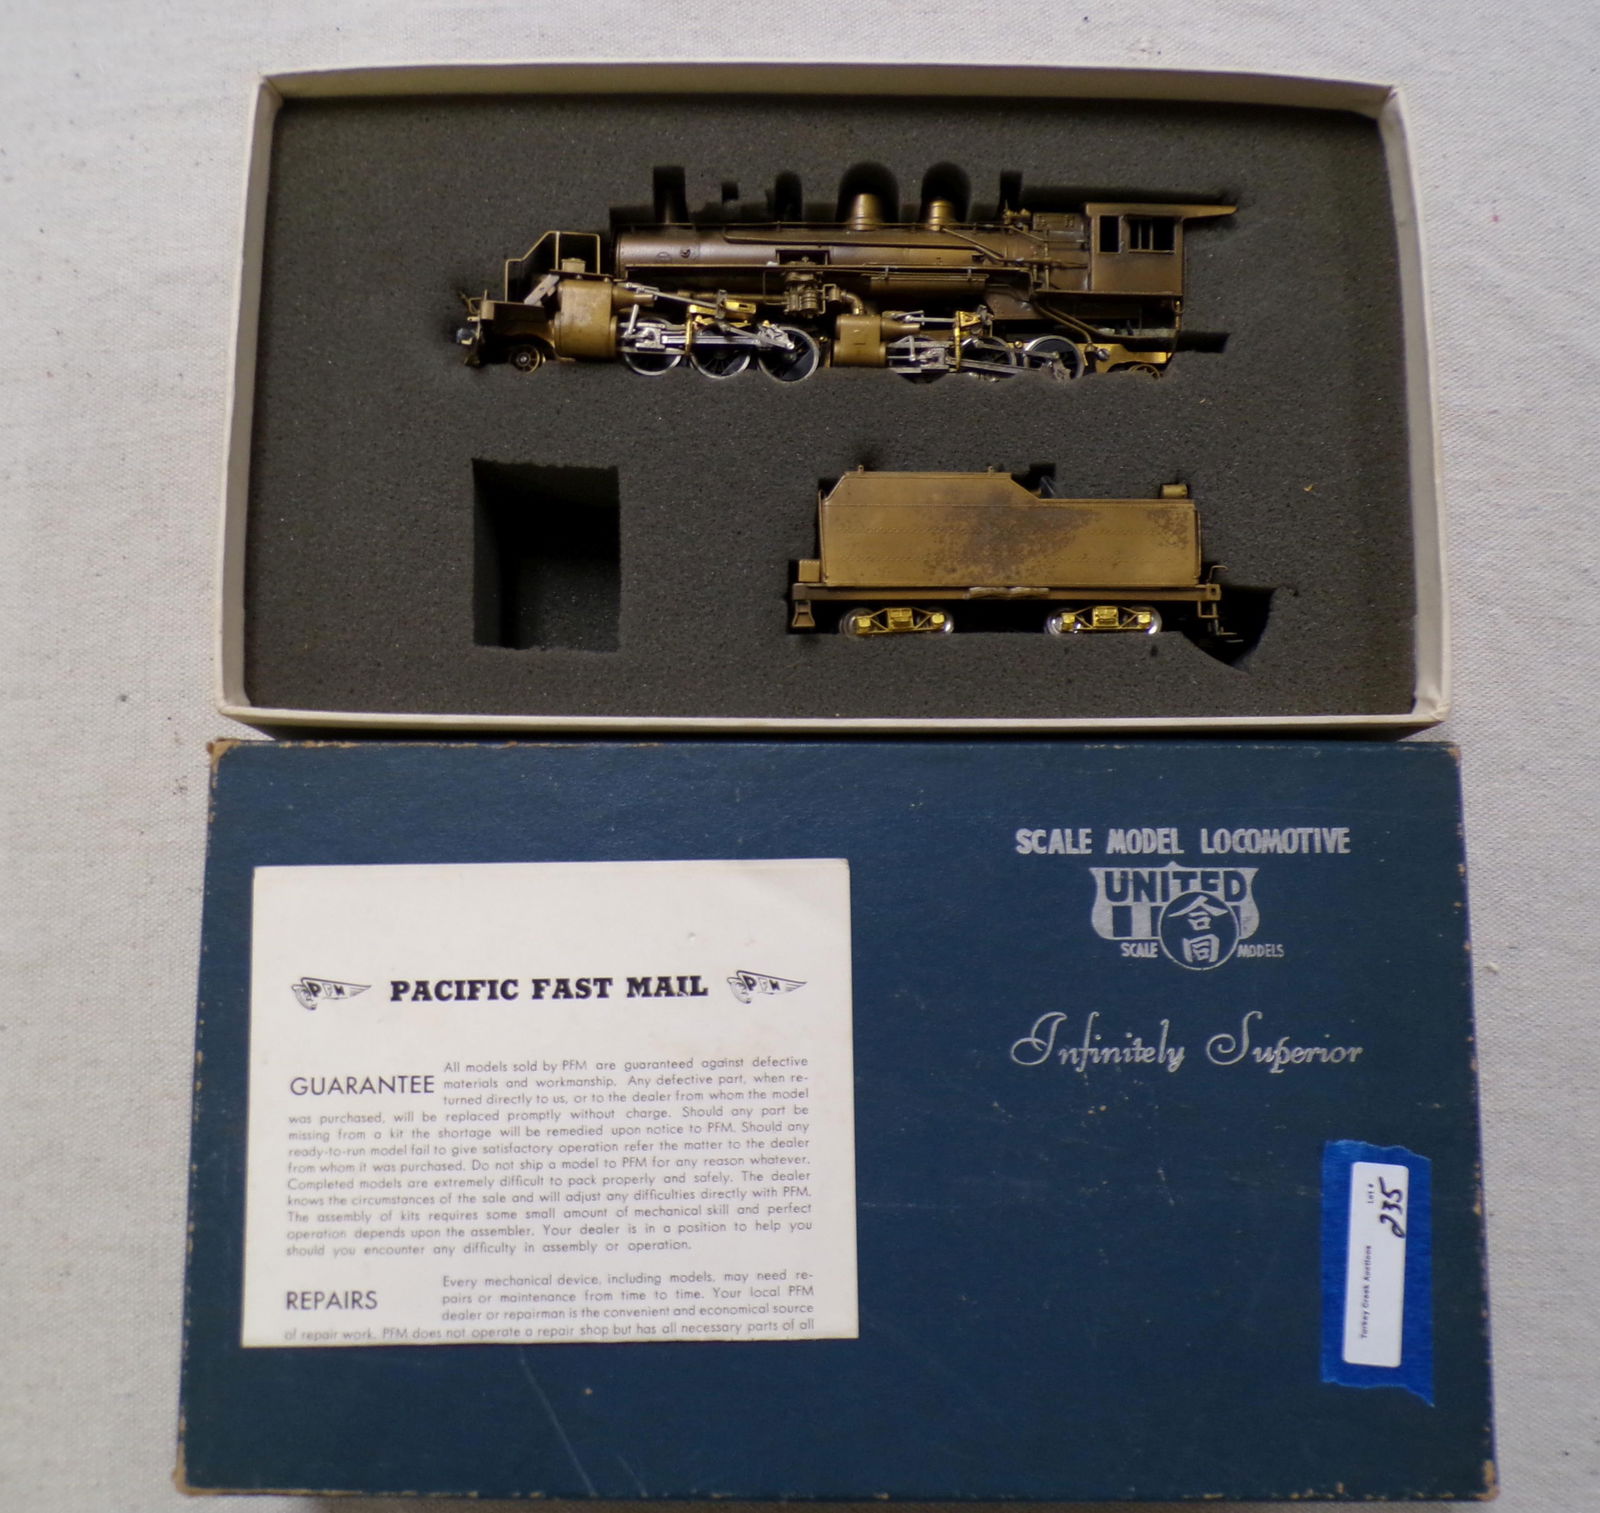 SCALE MODEL LOCOMOTIVE
UNITED
合同
SCALE MODELS
Infinitely Superior
PFM PACIFIC FAST MAIL PFM
GUARANTEE All models sold by PFM are guaranteed against defective
materials and workmanship. Any defective part, when re-
turned directly to us, or to the dealer from whom the model
was purchased, will be replaced promptly without charge. Should any part be
missing from a kit the shortage will be remedied upon notice to PFM. Should any
ready-to-run model fail to give satisfactory operation refer the matter to the dealer
from whom it was purchased. Do not ship a model to PFM for any reason whatever.
Completed models are extremely difficult to pack properly and safely. The dealer
knows the circumstances of the sale and will adjust any difficulties directly with PFM.
The assembly of kits requires some small amount of mechanical skill and perfect
operation depends upon the assembler. Your dealer is in a position to help you
should you encounter any difficulty in assembly or operation.
REPAIRS Every mechanical device, including models, may need re-
pairs or maintenance from time to time. Your local PFM
dealer or repairman is the convenient and economical source
of repair work. PFM does not operate a repair shop but has all necessary parts of all
Turkey Creek Auctions Lot #
235